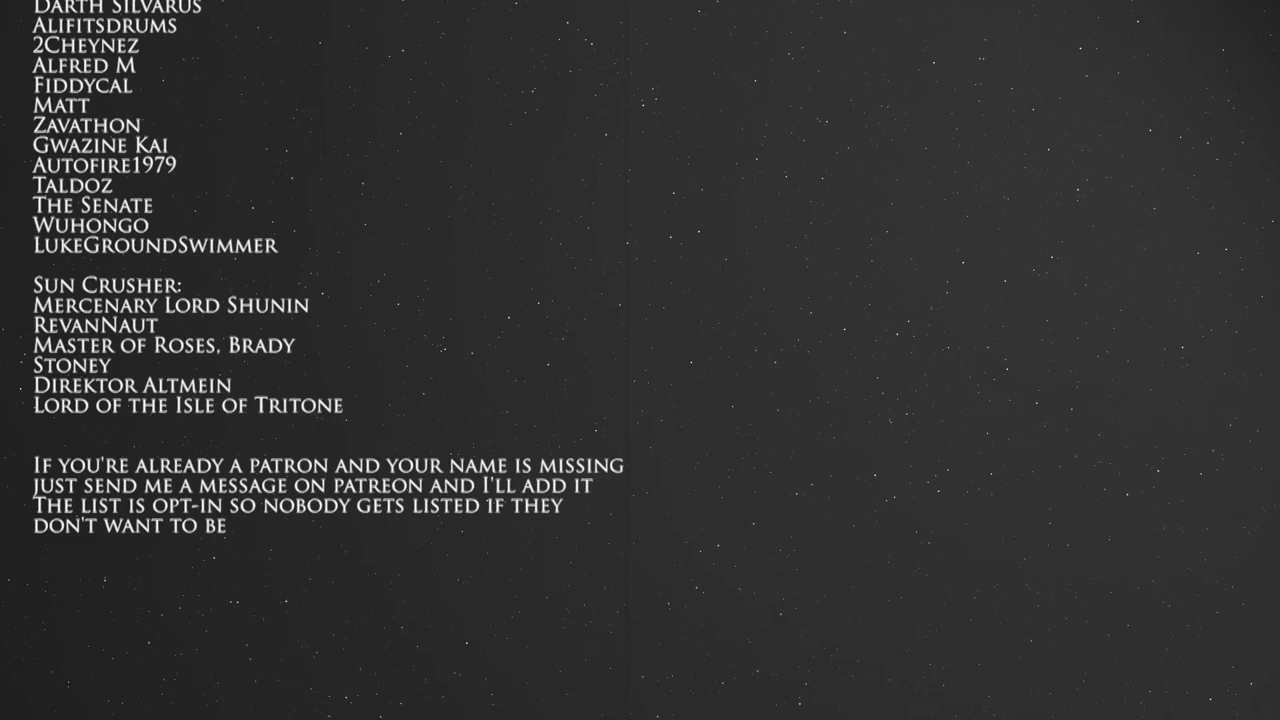 Darth Silvarus
Alifitsdrums
2Cheynez
Alfred M
Fiddycal
Matt
Zavathon
Gwazine Kai
Autofire1979
Taldoz
The Senate
Wuhongo
LukeGroundSwimmer
Sun Crusher:
Mercenary Lord Shunin
RevanNaut
Master of Roses, Brady
Stoney
Direktor Altmein
Lord of the Isle of Tritone
If you're already a patron and your name is missing
just send me a message on patreon and I'll add it
The list is opt-in so nobody gets listed if they
don't want to be